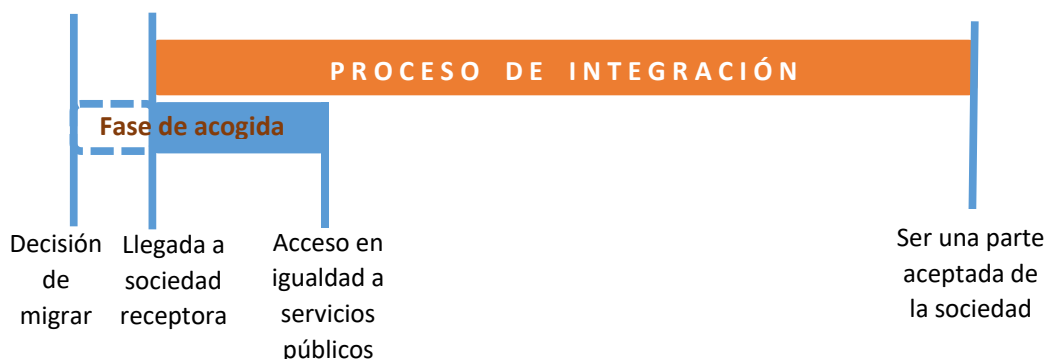 PROCESO DE INTEGRACIÓN
Fase de acogida
Decisión
de
migrar
Llegada a
sociedad
receptora
Acceso en
igualdad a
servicios
públicos
Ser una parte
aceptada de
la sociedad